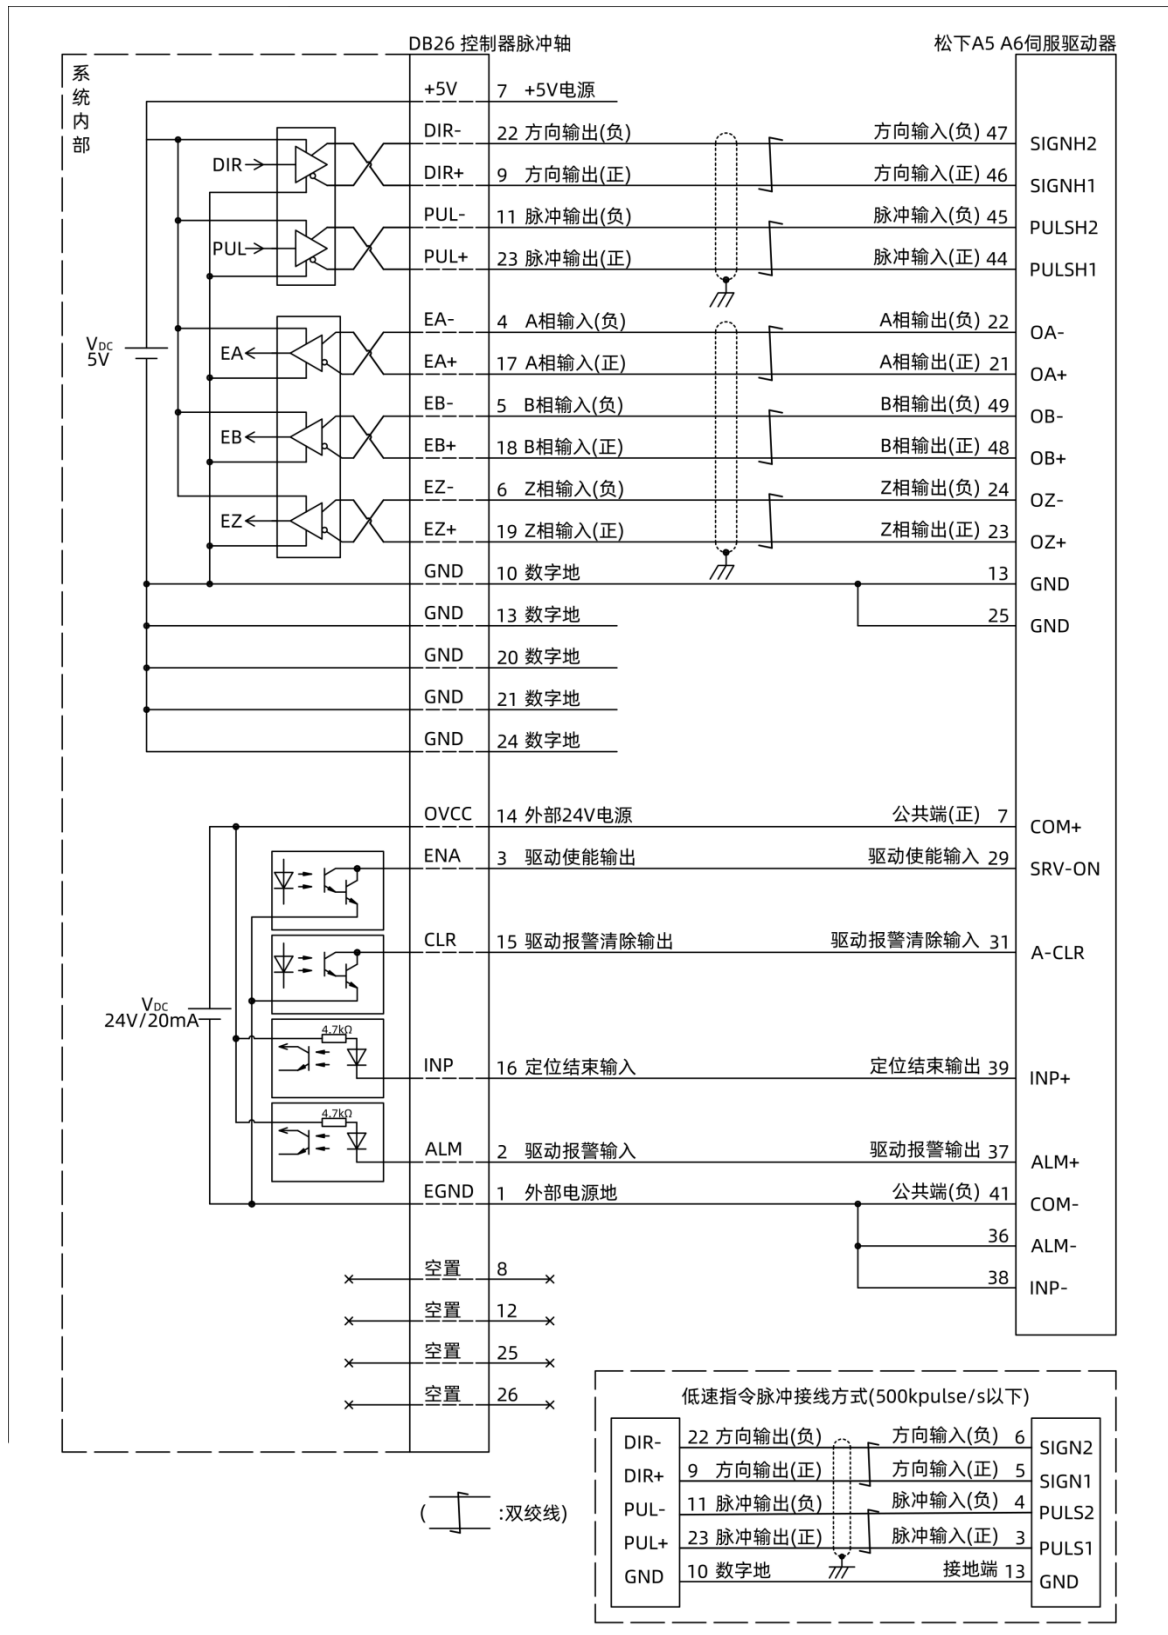 DB26 控制器脉冲轴 松下A5 A6伺服驱动器
系统内部
+5V 7 +5V电源
DIR- 22 方向输出(负) 方向输入(负) 47 SIGNH2
DIR DIR+ 9 方向输出(正) 方向输入(正) 46 SIGNH1
PUL- 11 脉冲输出(负) 脉冲输入(负) 45 PULSH2
PUL PUL+ 23 脉冲输出(正) 脉冲输入(正) 44 PULSH1
EA- 4 A相输入(负) A相输出(负) 22 OA-
VDC
5V
EA EA+ 17 A相输入(正) A相输出(正) 21 OA+
EB- 5 B相输入(负) B相输出(负) 49 OB-
EB EB+ 18 B相输入(正) B相输出(正) 48 OB+
EZ- 6 Z相输入(负) Z相输出(负) 24 OZ-
EZ EZ+ 19 Z相输入(正) Z相输出(正) 23 OZ+
GND 10 数字地 13 GND
GND 13 数字地 25 GND
GND 20 数字地
GND 21 数字地
GND 24 数字地
OVCC 14 外部24V电源 公共端(正) 7 COM+
ENA 3 驱动使能输出 驱动使能输入 29 SRV-ON
CLR 15 驱动报警清除输出 驱动报警清除输入 31 A-CLR
VDC
24V/20mA
4.7kΩ
INP 16 定位结束输入 定位结束输出 39 INP+
4.7kΩ
ALM 2 驱动报警输入 驱动报警输出 37 ALM+
EGND 1 外部电源地 公共端(负) 41 COM-
36 ALM-
空置 8 38 INP-
空置 12
空置 25
空置 26
低速指令脉冲接线方式(500kpulse/s以下)
DIR- 22 方向输出(负) 方向输入(负) 6 SIGN2
DIR+ 9 方向输出(正) 方向输入(正) 5 SIGN1
PUL- 11 脉冲输出(负) 脉冲输入(负) 4 PULS2
PUL+ 23 脉冲输出(正) 脉冲输入(正) 3 PULS1
GND 10 数字地 接地端 13 GND
( :双绞线)